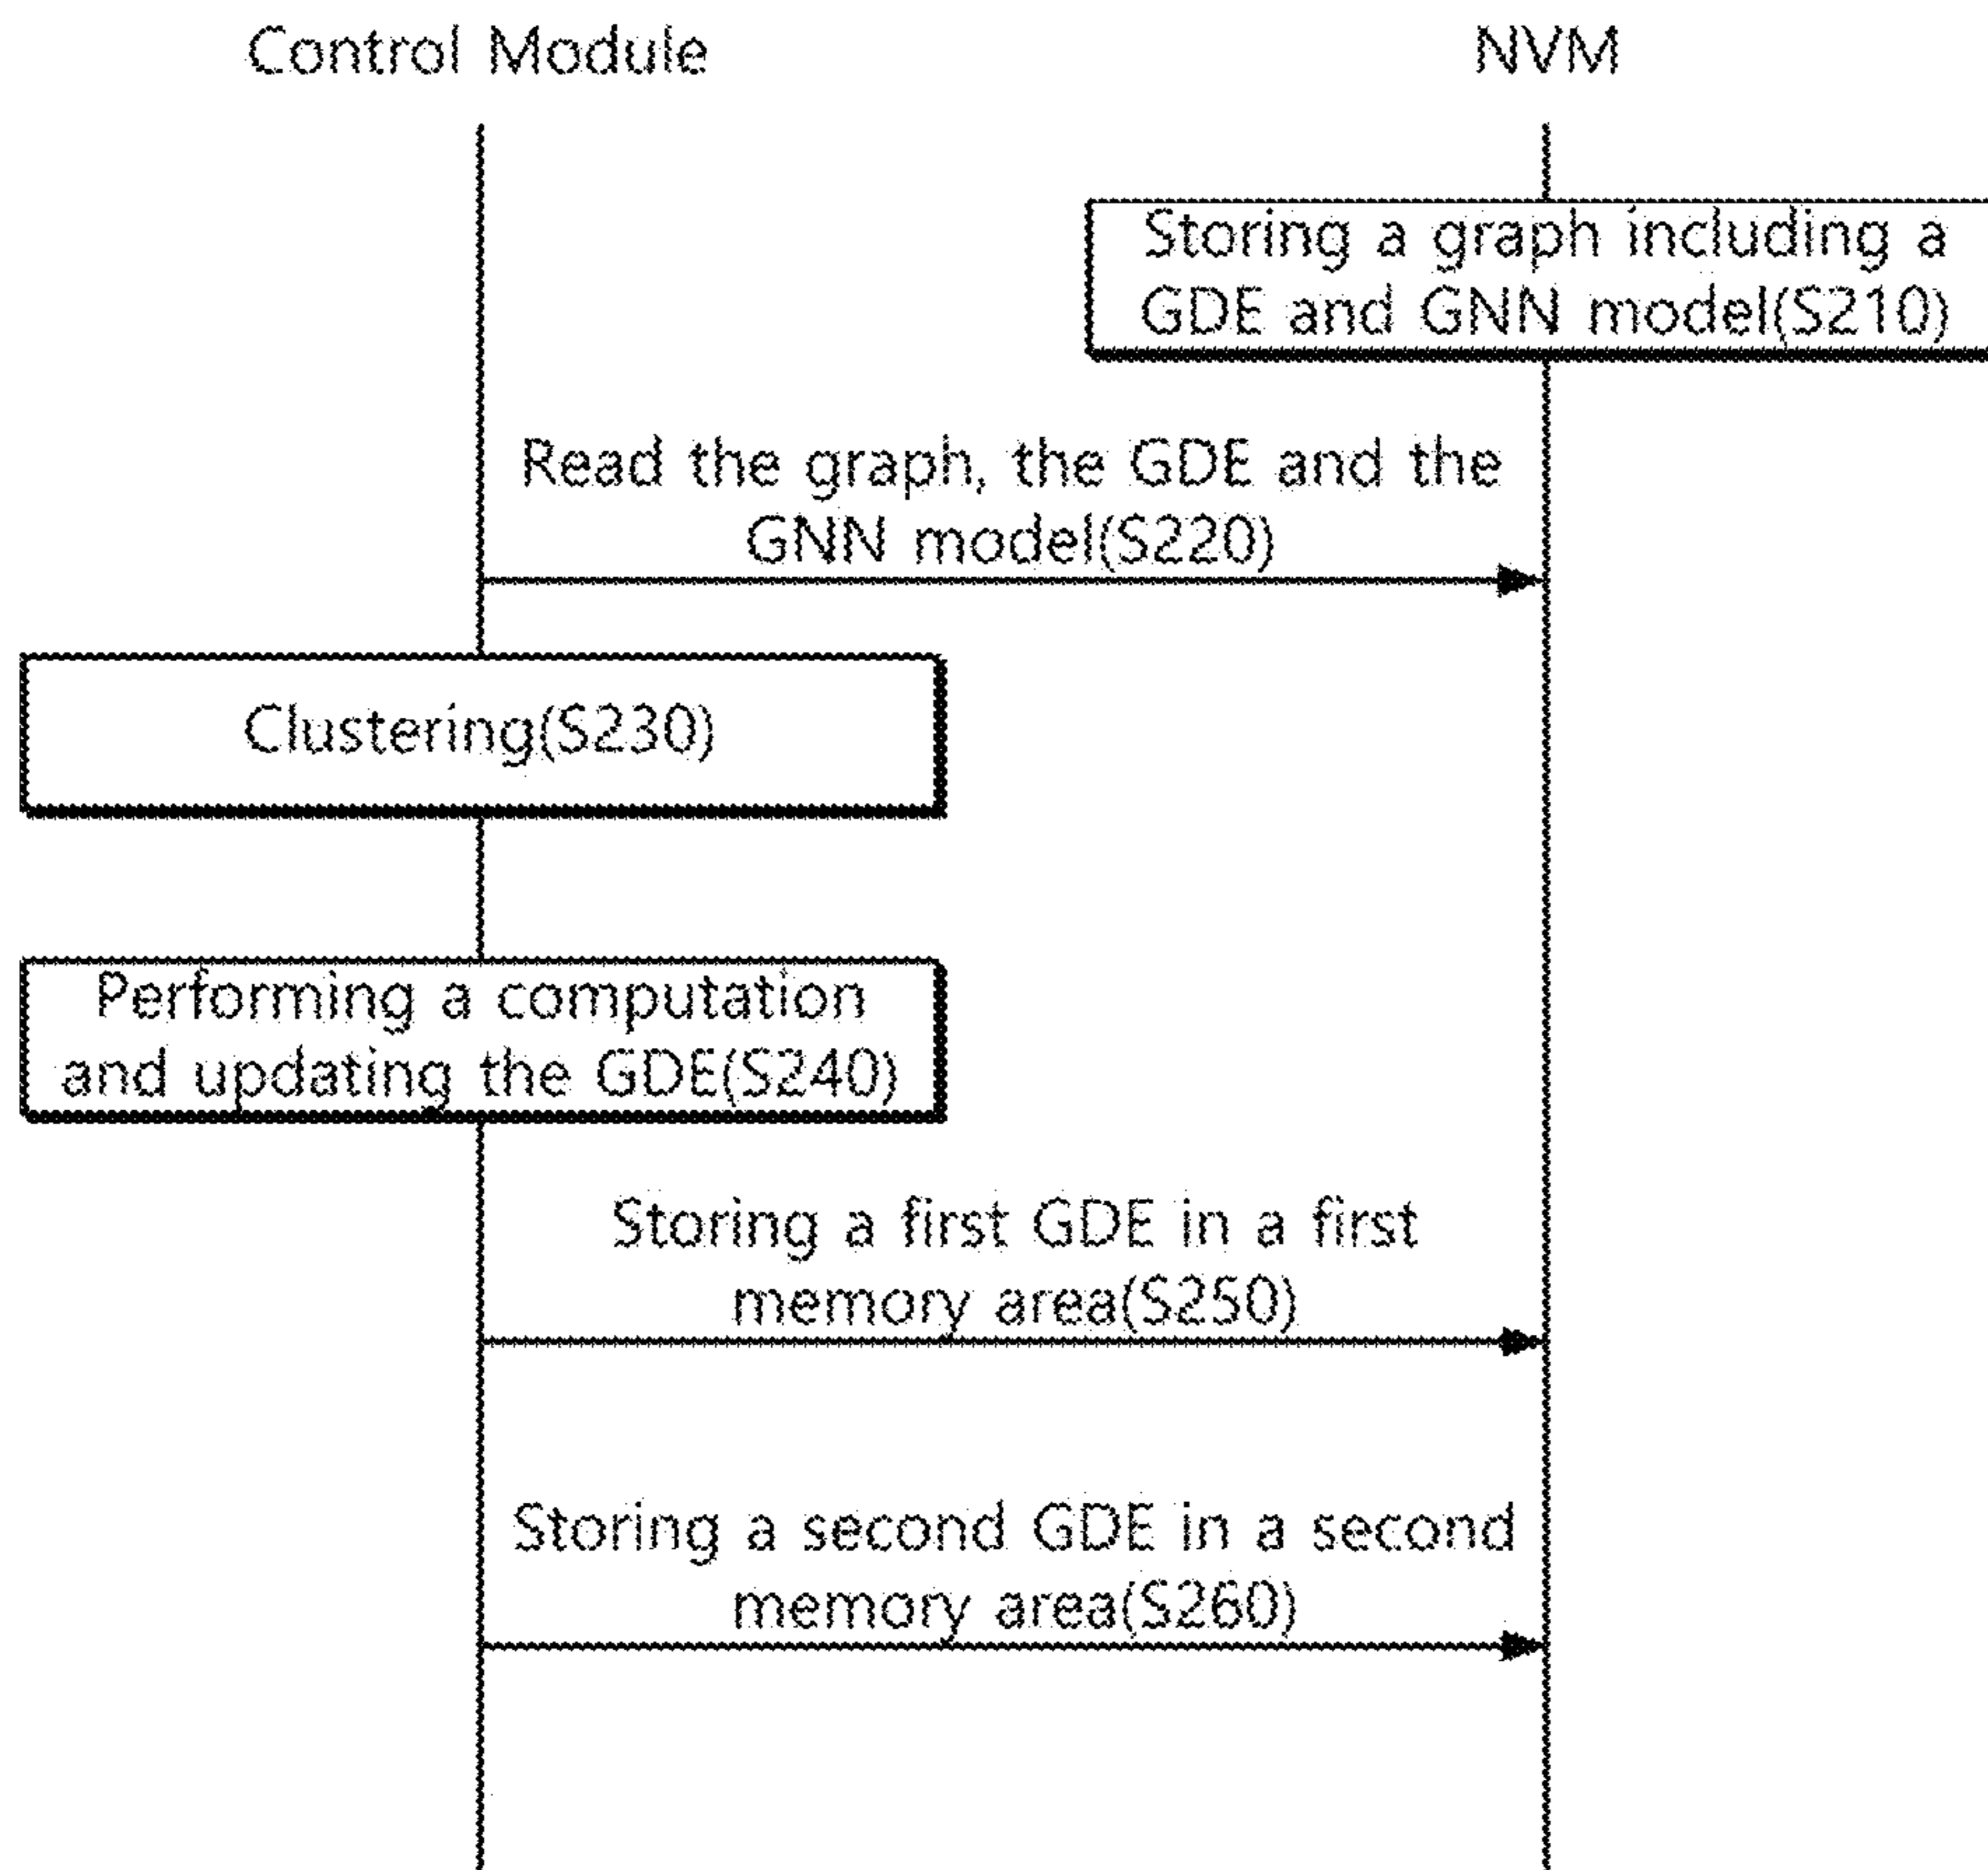 Control Module
NVM
Storing a graph including a
GDE and GNN model(S210)
Read the graph, the GDE and the
GNN model(S220)
Clustering(S230)
Performing a computation
and updating the GDE(S240)
Storing a first GDE in a first
memory area(S250)
Storing a second GDE in a second
memory area(S260)